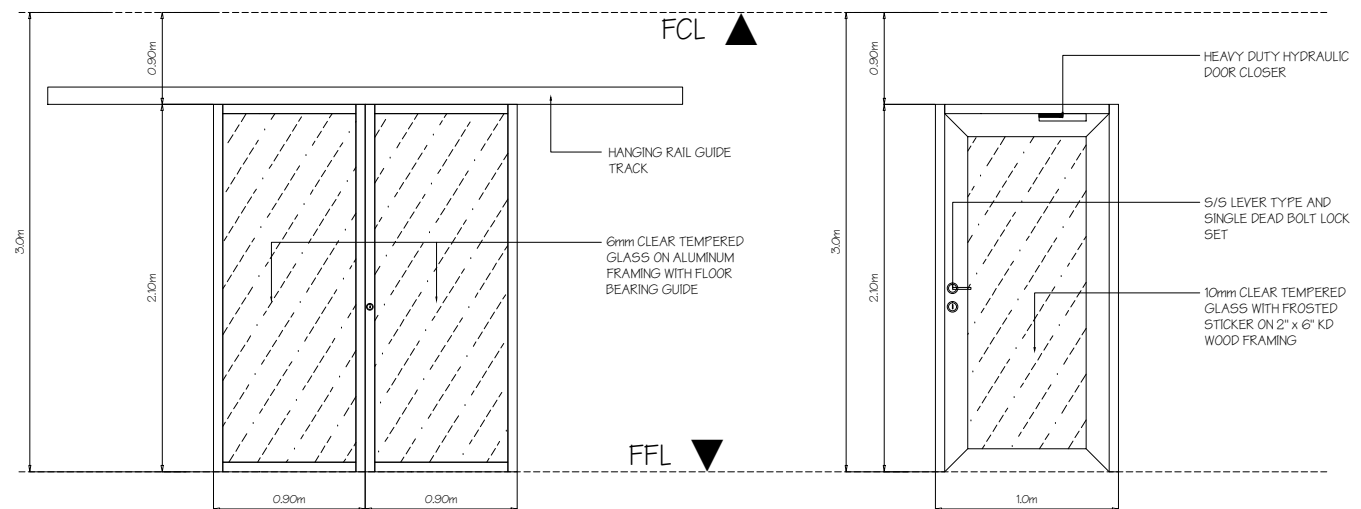 FCL
0.90m
3.0m
2.10m
HANGING RAIL GUIDE
TRACK
6mm CLEAR TEMPERED
GLASS ON ALUMINUM
FRAMING WITH FLOOR
BEARING GUIDE
FFL
0.90m
0.90m
0.90m
3.0m
2.10m
HEAVY DUTY HYDRAULIC
DOOR CLOSER
S/S LEVER TYPE AND
SINGLE DEAD BOLT LOCK
SET
10mm CLEAR TEMPERED
GLASS WITH FROSTED
STICKER ON 2" x 6" KD
WOOD FRAMING
1.0m